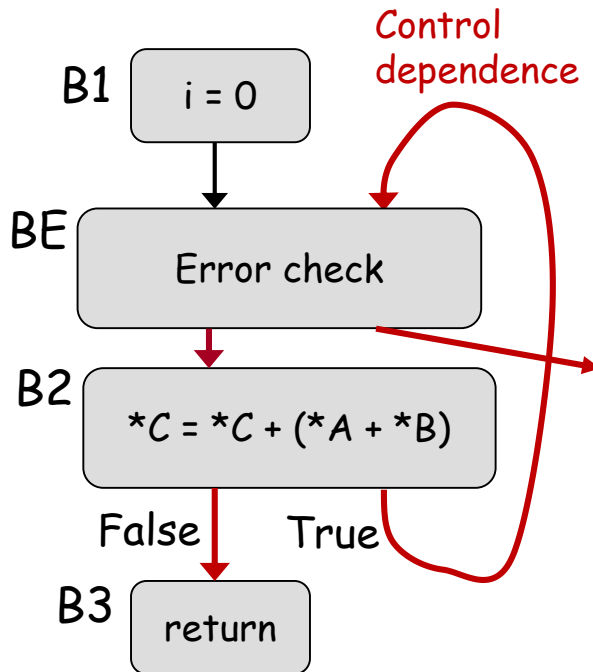 Control
dependence
B1
i = 0
BE
Error check
B2
*C = *C + (*A + *B)
False
True
B3
return